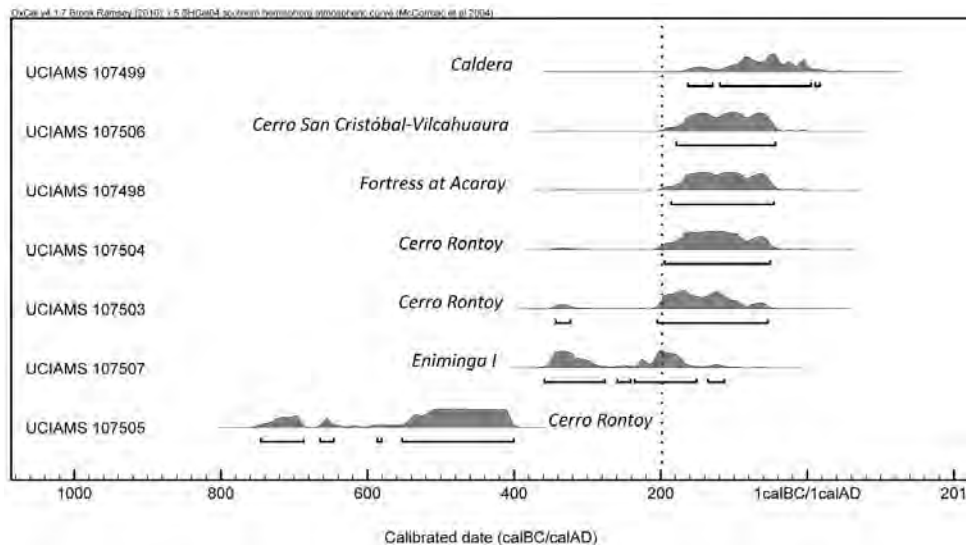 OxCal v4.1.7 Bronk Ramsey (2010); r:5 SHCal04 southern hemisphere atmospheric curve (McCormac et al 2004)
UCIAMS 107499 Caldera
UCIAMS 107506 Cerro San Cristóbal-Vilcahuaura
UCIAMS 107498 Fortress at Acaray
UCIAMS 107504 Cerro Rontoy
UCIAMS 107503 Cerro Rontoy
UCIAMS 107507 Eniminga I
UCIAMS 107505 Cerro Rontoy
1000 800 600 400 200 1calBC/1calAD 201
Calibrated date (calBC/calAD)